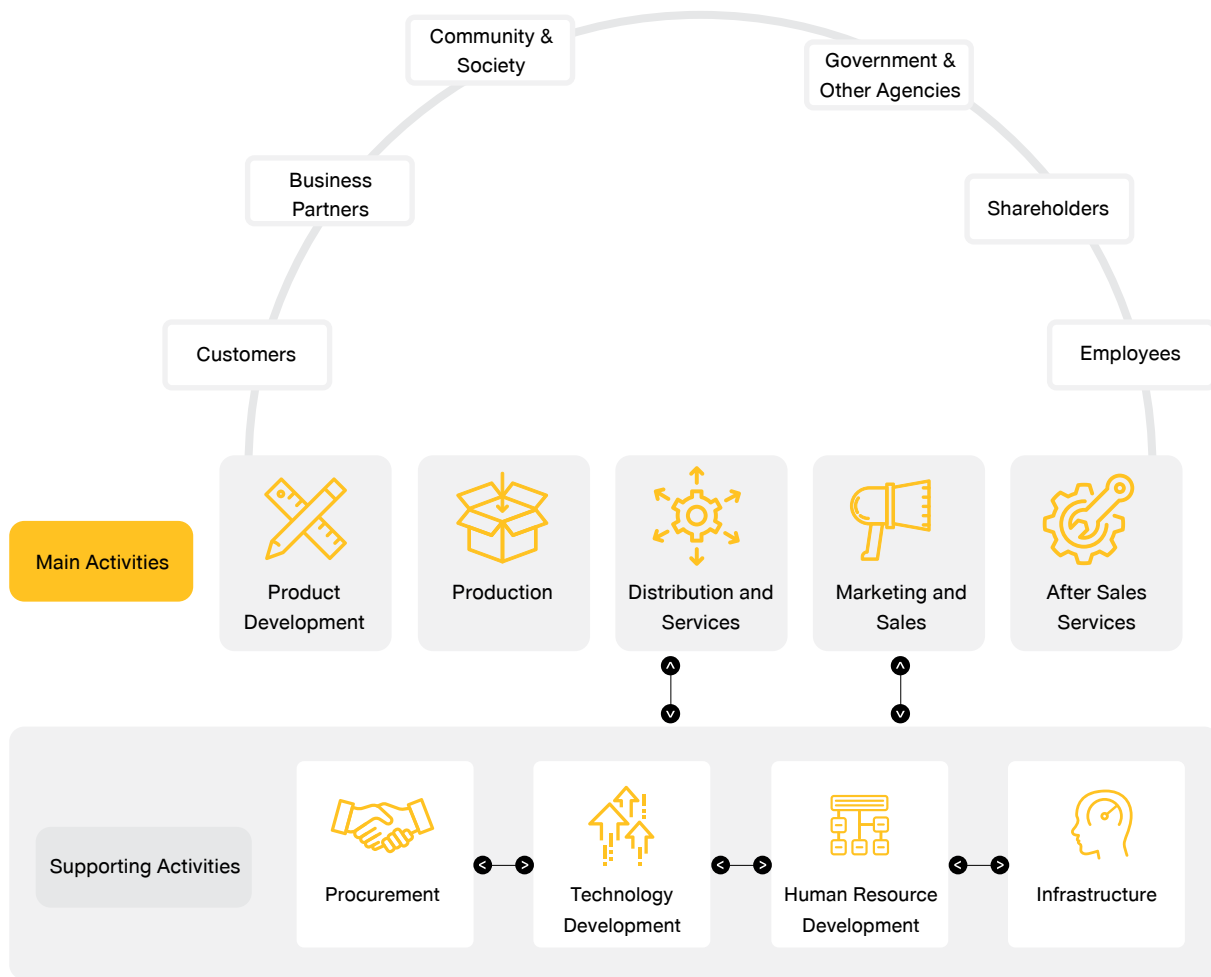 Community &
Society
Government &
Other Agencies
Business
Partners
Shareholders
Customers
Employees
Main Activities
Product
Development
Production
Distribution and
Services
Marketing and
Sales
After Sales
Services
Supporting Activities
Procurement
Technology
Development
Human Resource
Development
Infrastructure